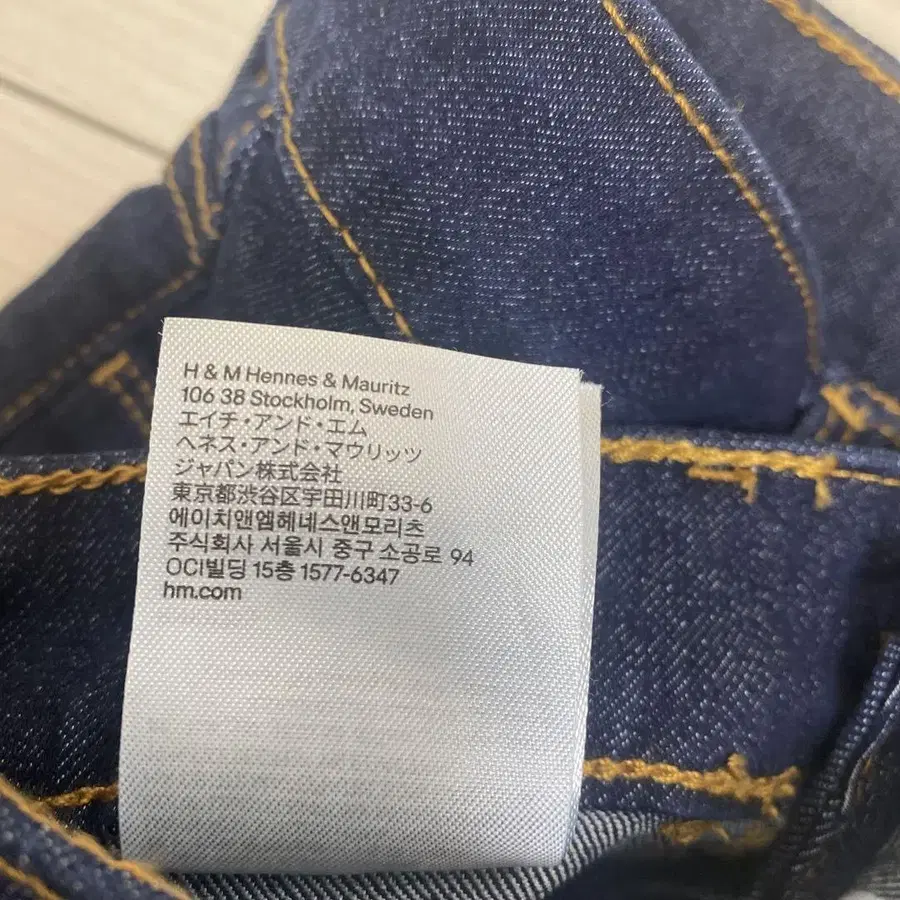 H & M Hennes & Mauritz
106 38 Stockholm, Sweden
エイチ・アンド・エム
ヘネス・アンド・マウリッツ
ジャパン株式会社
東京都渋谷区宇田川町33-6
에이치앤엠헤네스앤모리츠
주식회사 서울시 중구 소공로 94
OCI빌딩 15층 1577-6347
hm.com